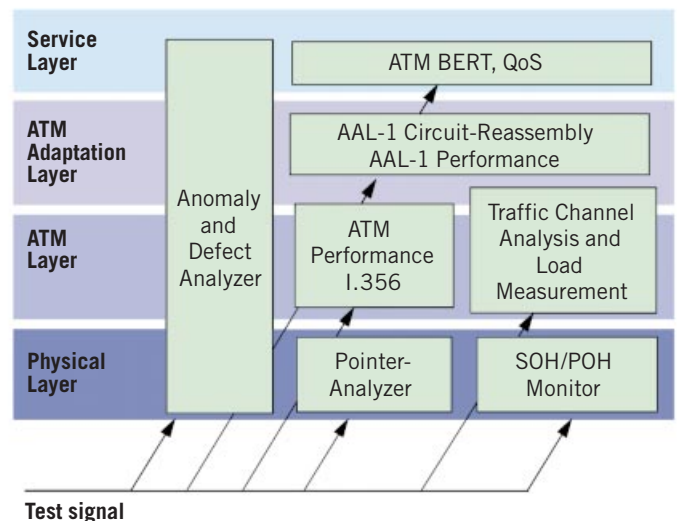 Service
Layer
ATM BERT, QoS
ATM
Adaptation
Layer
AAL-1 Circuit-Reassembly
AAL-1 Performance
Anomaly
and
Defect
Analyzer
ATM
Layer
ATM
Performance
I.356
Traffic Channel
Analysis and
Load
Measurement
Physical
Layer
Pointer-
Analyzer
SOH/POH
Monitor
Test signal